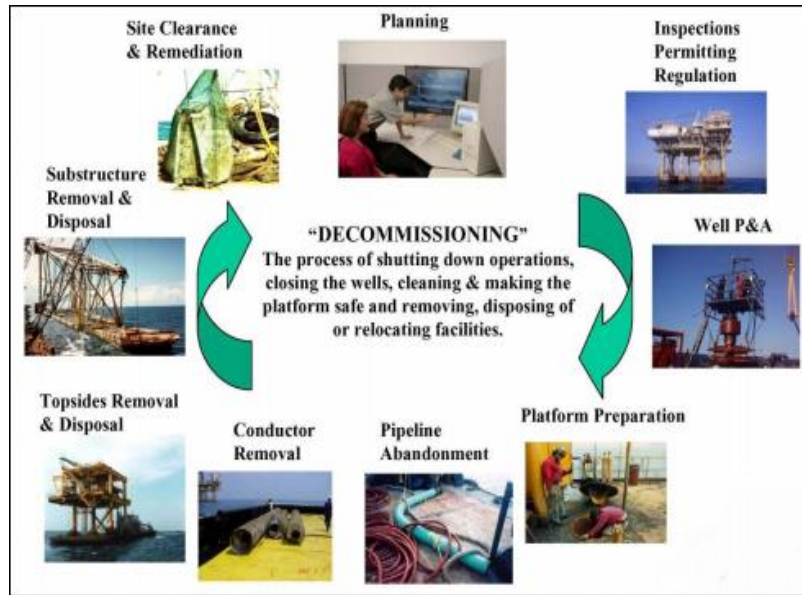 Planning
Inspections
Permitting
Regulation
Well P&A
Platform Preparation
Pipeline
Abandonment
Conductor
Removal
Topsides Removal
& Disposal
Substructure
Removal &
Disposal
Site Clearance
& Remediation
“DECOMMISSIONING”
The process of shutting down operations,
closing the wells, cleaning & making the
platform safe and removing, disposing of
or relocating facilities.